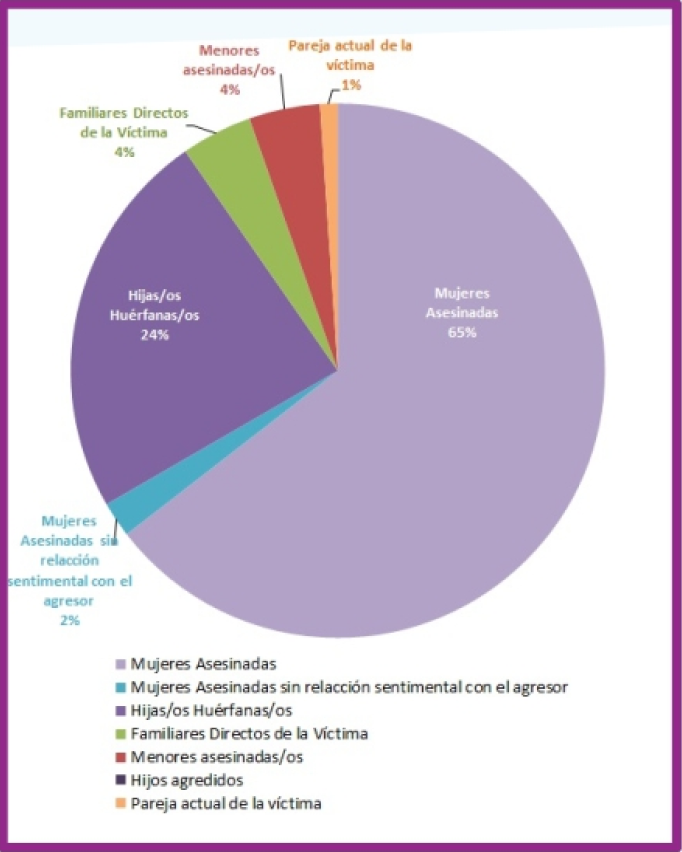 Menores
asesinadas/os
4%
Pareja actual de la
víctima
1%
Familiares Directos
de la Víctima
4%
Hijas/os
Huérfanas/os
24%
Mujeres
Asesinadas
65%
Mujeres
Asesinadas sin
relacción
sentimental con el
agresor
2%
Mujeres Asesinadas
Mujeres Asesinadas sin relacción sentimental con el agresor
Hijas/os Huérfanas/os
Familiares Directos de la Víctima
Menores asesinadas/os
Hijos agredidos
Pareja actual de la víctima